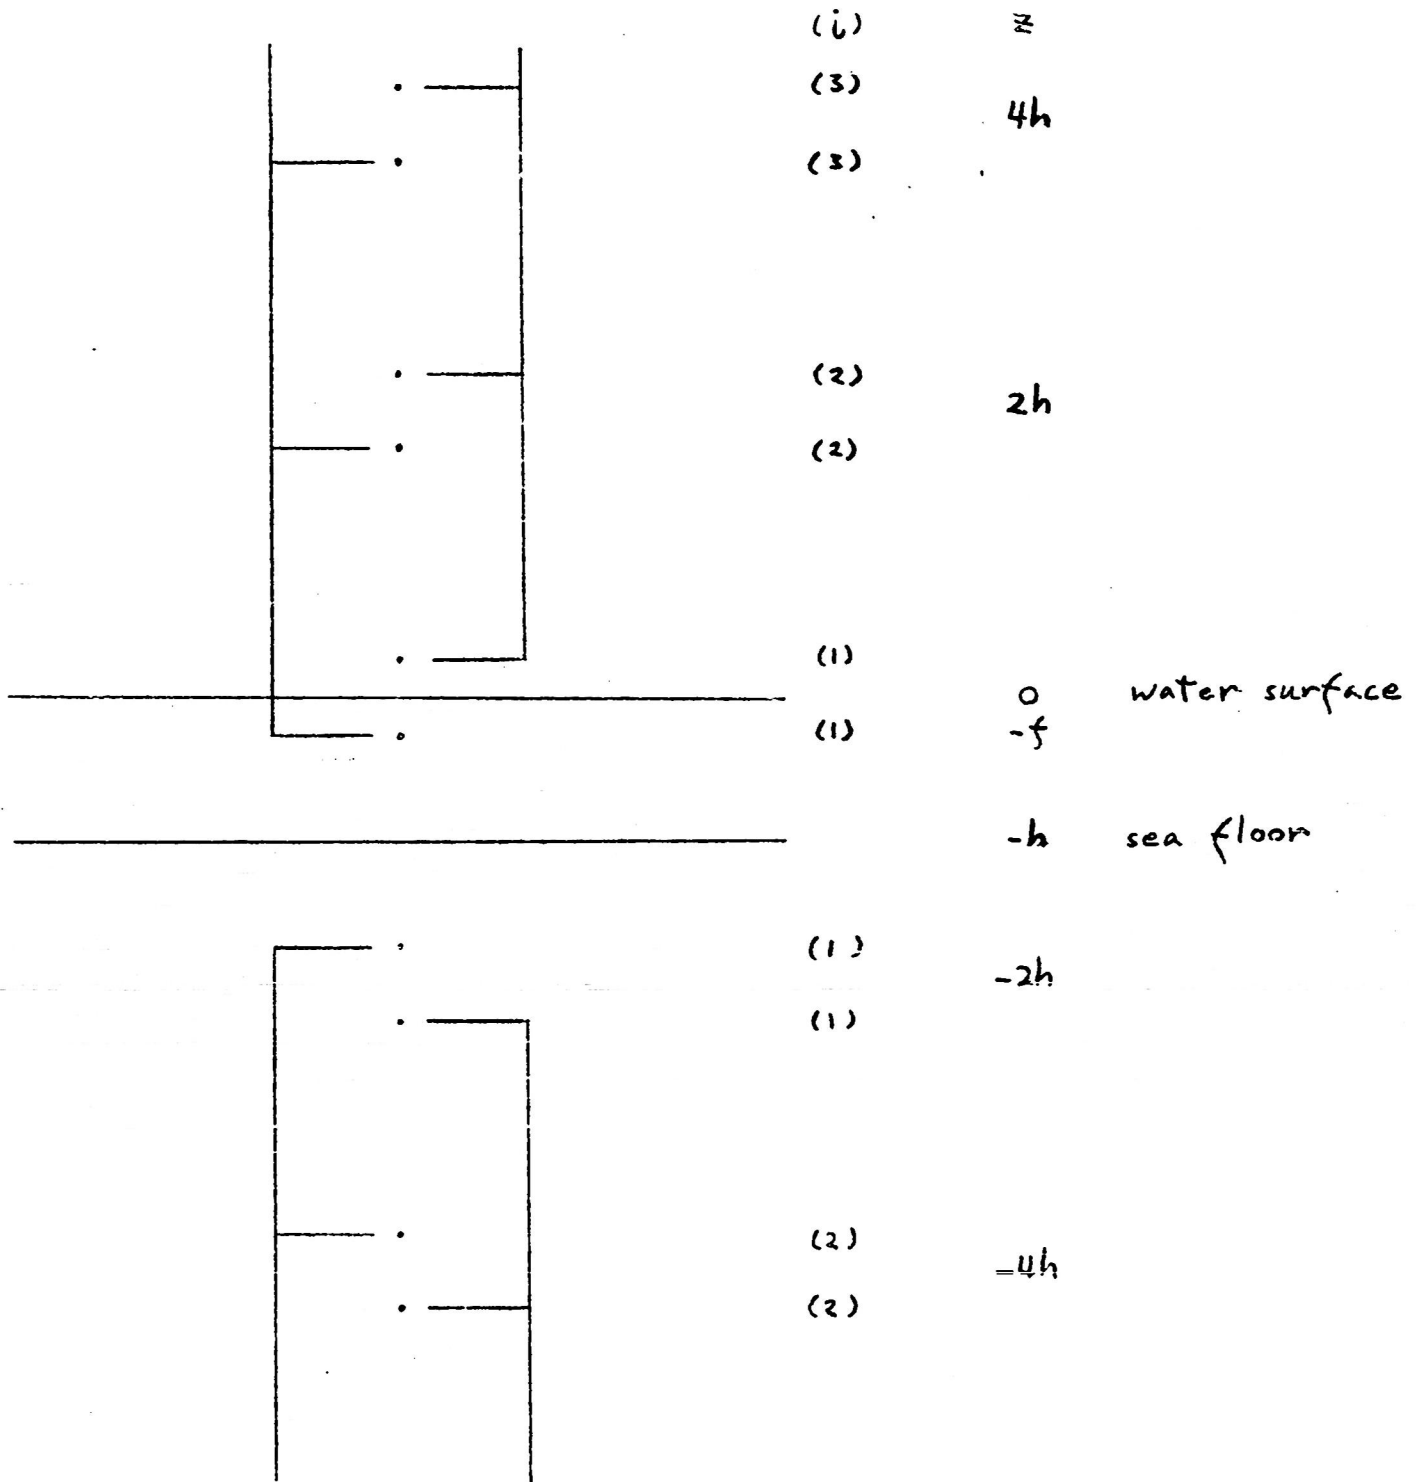 (i) z
(3)
4h
(3)
(2)
2h
(2)
(1)
0 water surface
(1) -f
-h sea floor
(1)
-2h
(1)
(2)
-4h
(2)